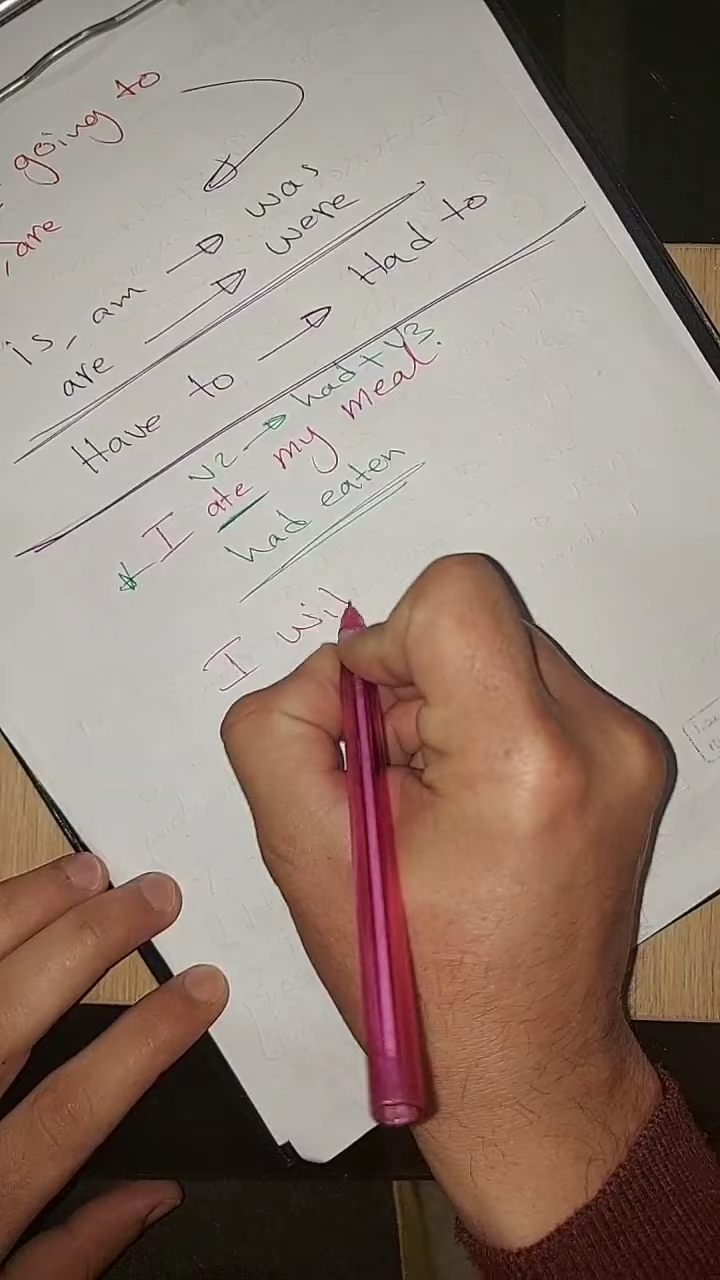 going to
, are
is, am → was
are → were
Have to → Had to
v2 → had + V3
I ate my meal.
had eaten
I wil